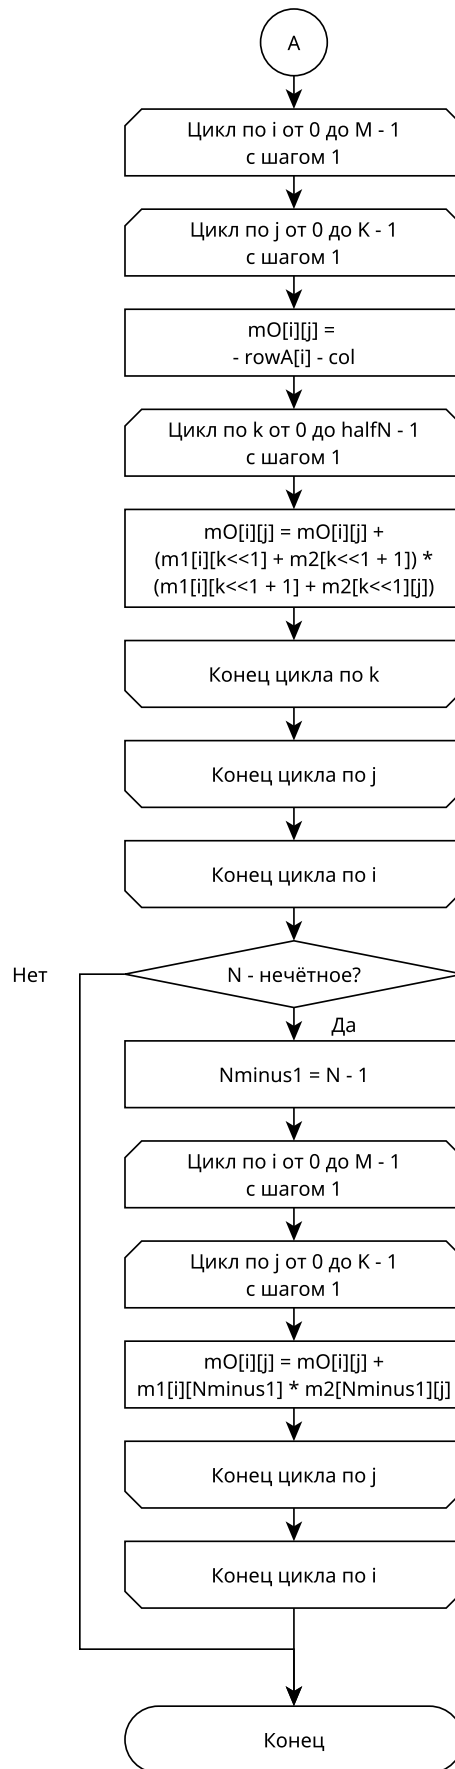 A
Цикл по i от 0 до M - 1
с шагом 1
Цикл по j от 0 до K - 1
с шагом 1
mO[i][j] =
- rowA[i] - col
Цикл по k от 0 до halfN - 1
с шагом 1
mO[i][j] = mO[i][j] +
(m1[i][k<<1] + m2[k<<1 + 1]) *
(m1[i][k<<1 + 1] + m2[k<<1][j])
Конец цикла по k
Конец цикла по j
Конец цикла по i
Нет
N - нечётное?
Да
Nminus1 = N - 1
Цикл по i от 0 до M - 1
с шагом 1
Цикл по j от 0 до K - 1
с шагом 1
mO[i][j] = mO[i][j] +
m1[i][Nminus1] * m2[Nminus1][j]
Конец цикла по j
Конец цикла по i
Конец